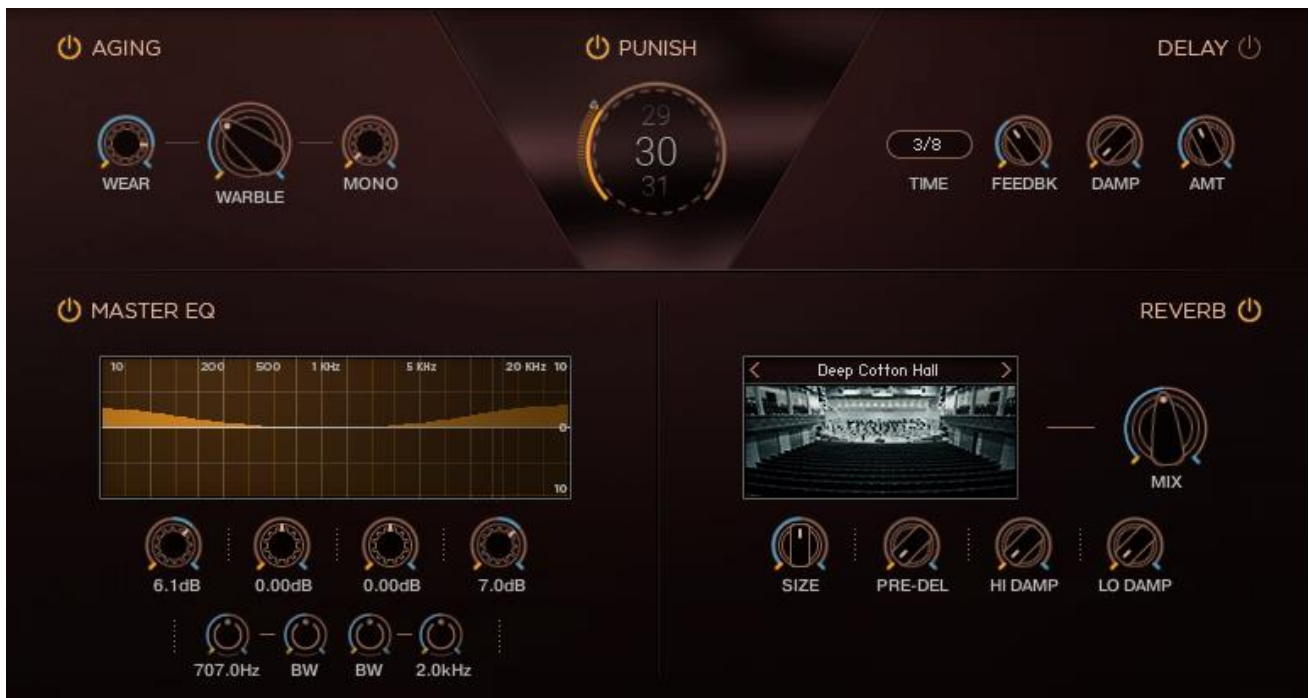 AGING
PUNISH
DELAY
29
30
31
3/8
WEAR
WARBLE
MONO
TIME
FEEDBK
DAMP
AMT
MASTER EQ
REVERB
10 200 500 1 KHz 5 KHz 20 KHz 10
0
10
Deep Cotton Hall
MIX
6.1dB 0.00dB 0.00dB 7.0dB
SIZE PRE-DEL HI DAMP LO DAMP
707.0Hz BW BW 2.0kHz